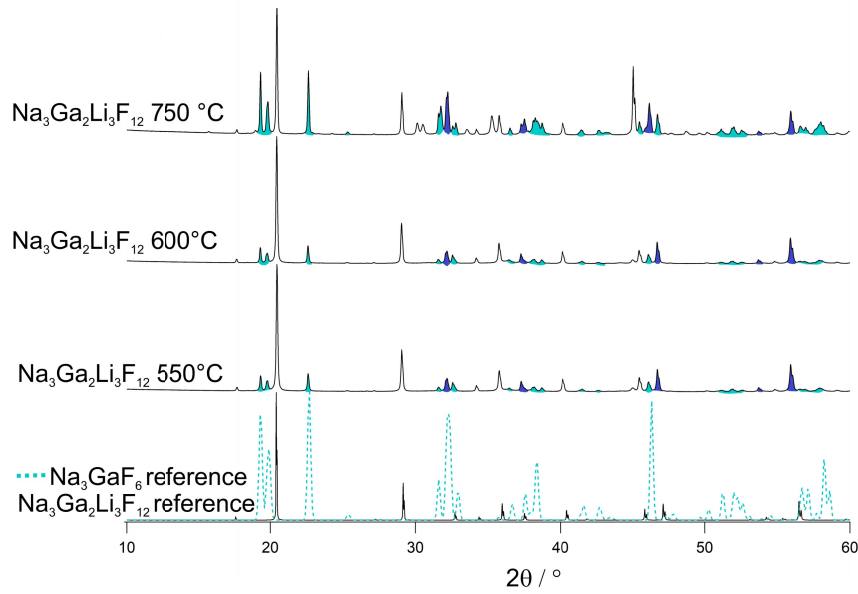 Na₃Ga₂Li₃F₁₂ 750 °C
Na₃Ga₂Li₃F₁₂ 600°C
Na₃Ga₂Li₃F₁₂ 550°C
Na₃GaF₆ reference
Na₃Ga₂Li₃F₁₂ reference
10 20 30 40 50 60
2θ / °